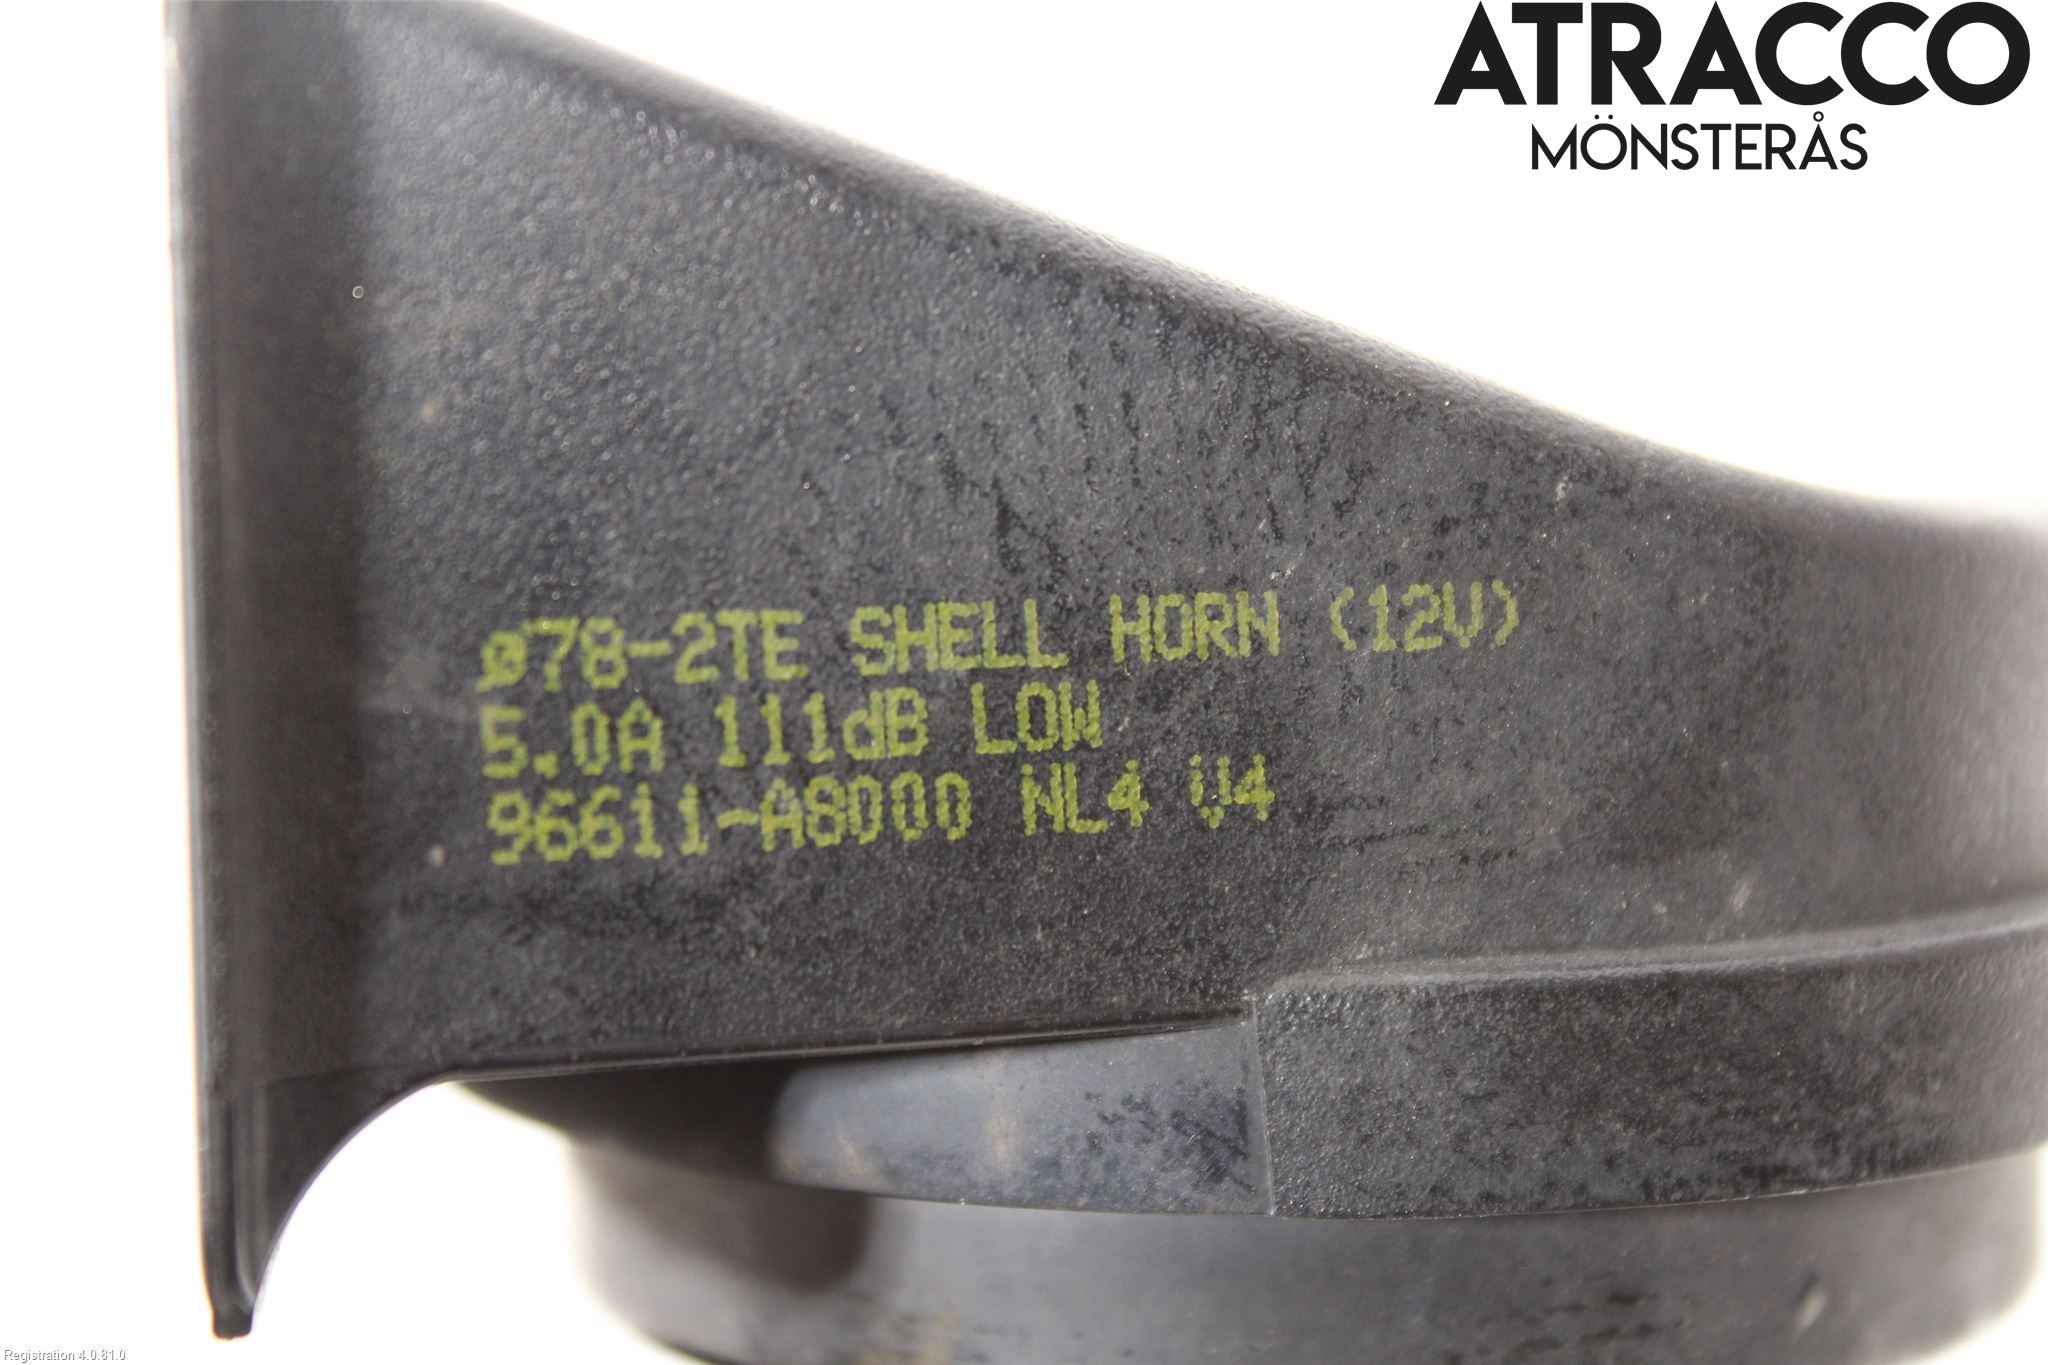 ATRACCO
MÖNSTERÅS
ø78-2TE SHELL HORN (12V)
5.0A 111dB LOW
96611-A8000 NL4 V4
Registration 4.0.81.0